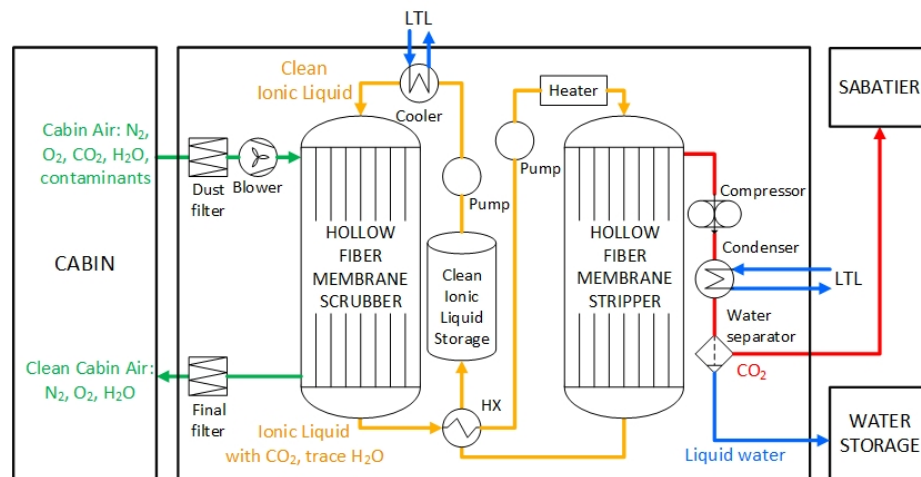 LTL
Clean
Ionic Liquid
Cooler
Heater
SABATIER
Cabin Air: N₂,
O₂, CO₂, H₂O,
contaminants
Dust
filter
Blower
Pump
Pump
Compressor
HOLLOW
FIBER
MEMBRANE
SCRUBBER
Clean
Ionic
Liquid
Storage
HOLLOW
FIBER
MEMBRANE
STRIPPER
Condenser
LTL
CABIN
Water
separator
CO₂
Clean Cabin Air:
N₂, O₂, H₂O
Final
filter
HX
Ionic Liquid
with CO₂, trace H₂O
Liquid water
WATER
STORAGE